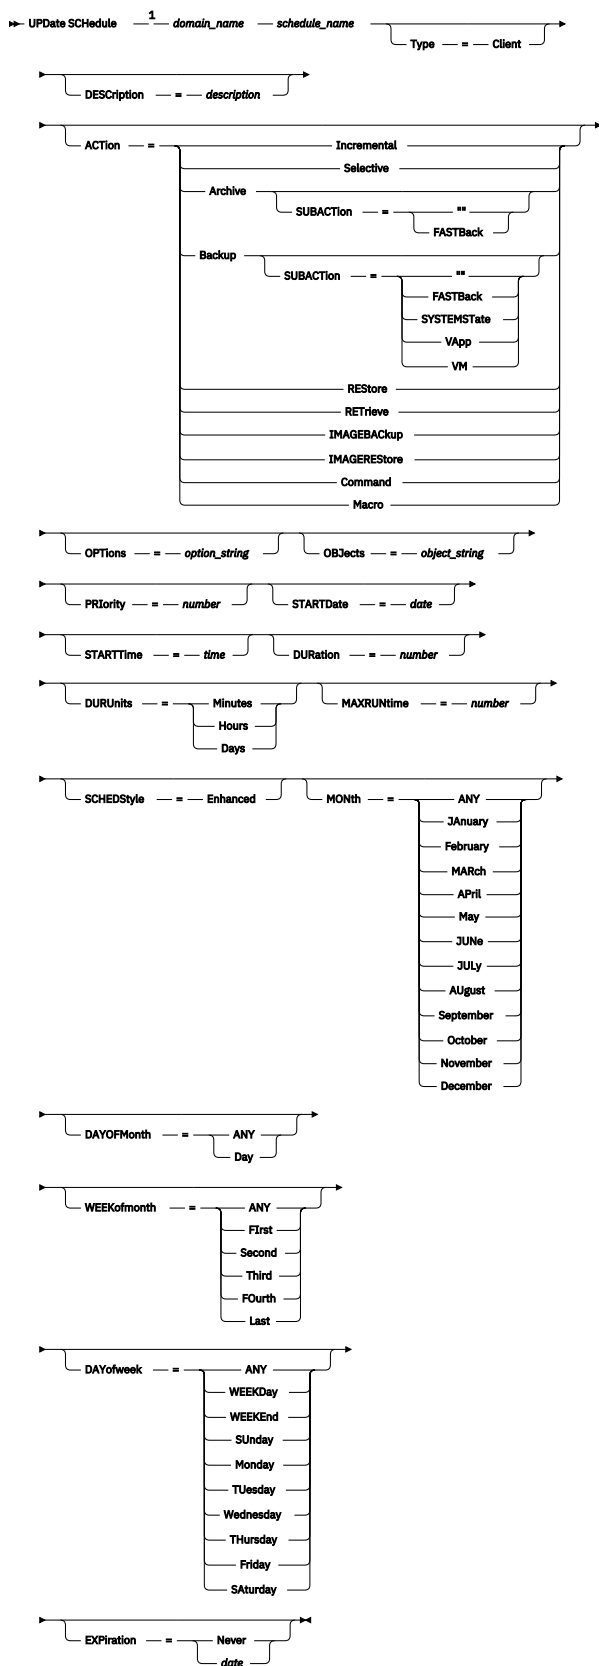 UPDate SCHedule 1 domain_name schedule_name
Type = Client
DESCription = description
ACTion = Incremental
Selective
Archive
SUBACTion = ""
FASTBack
Backup
SUBACTion = ""
FASTBack
SYSTEMSTate
VApp
VM
REStore
RETrieve
IMAGEBACkup
IMAGEREStore
Command
Macro
OPTions = option_string OBJects = object_string
PRIority = number STARTDate = date
STARTTime = time DURation = number
DURUnits = Minutes MAXRUNtime = number
Hours
Days
SCHEDStyle = Enhanced MONth = ANY
JAnuary
February
MARch
APril
May
JUNe
JULy
AUgust
September
October
November
December
DAYOFMonth = ANY
Day
WEEKofmonth = ANY
FIrst
Second
Third
FOurth
Last
DAYofweek = ANY
WEEKDay
WEEKEnd
SUnday
Monday
TUesday
Wednesday
THursday
Friday
SAturday
EXPiration = Never
date